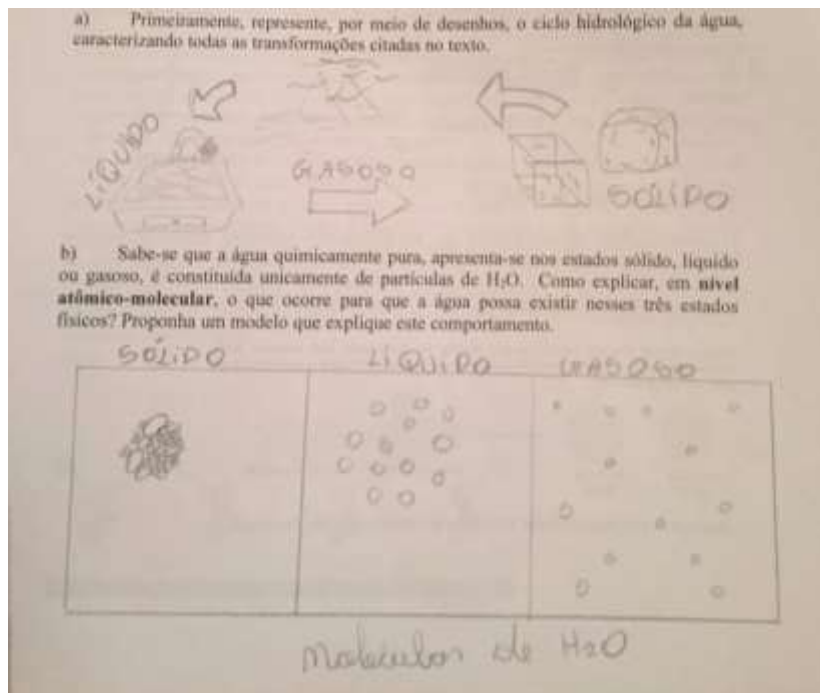 a) Primeiramente, represente, por meio de desenhos, o ciclo hidrológico da água,
caracterizando todas as transformações citadas no texto.
LÍQUIDO
GASOSO
SÓLIDO
b) Sabe-se que a água quimicamente pura, apresenta-se nos estados sólido, líquido
ou gasoso, é constituída unicamente de partículas de H₂O. Como explicar, em nível
atômico-molecular, o que ocorre para que a água possa existir nesses três estados
físicos? Proponha um modelo que explique este comportamento.
SÓLIDO LÍQUIDO GASOSO
de H2O